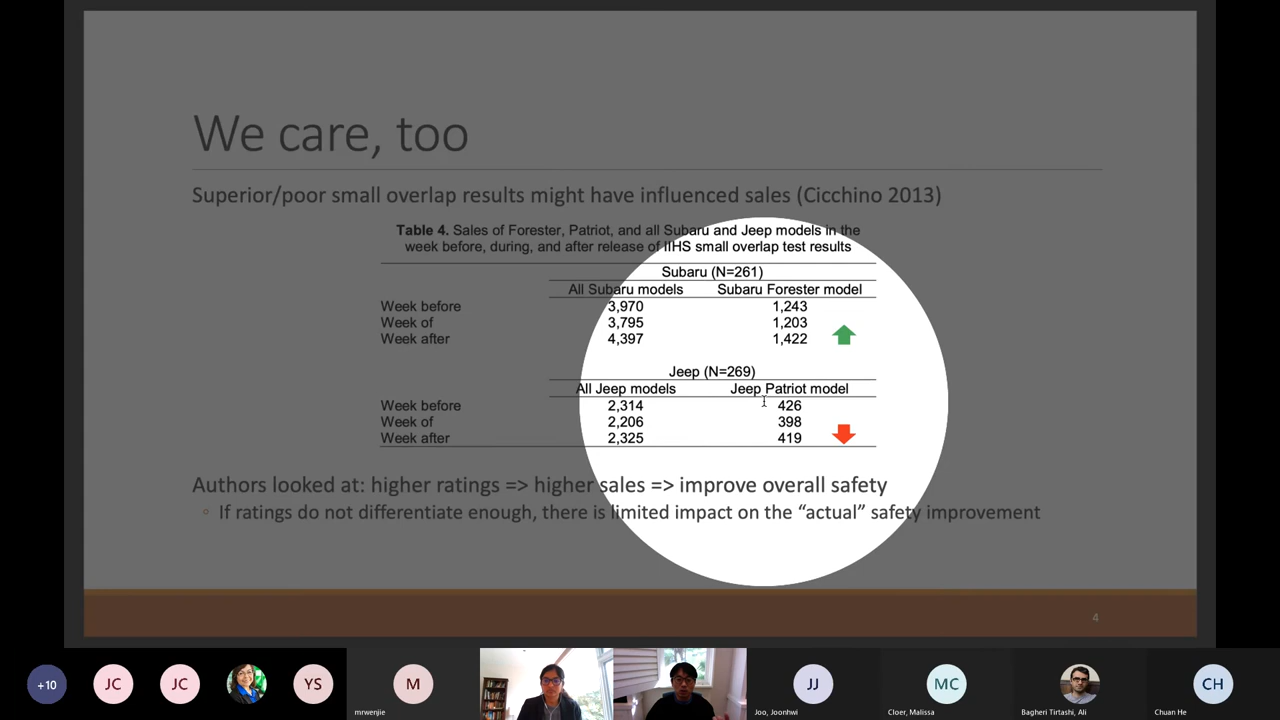 We care, too
Superior/poor small overlap results might have influenced sales (Cicchino 2013)
Table 4. Sales of Forester, Patriot, and all Subaru and Jeep models in the
week before, during, and after release of IIHS small overlap test results
Subaru (N=261)
All Subaru models Subaru Forester model
Week before 3,970 1,243
Week of 3,795 1,203
Week after 4,397 1,422
Jeep (N=269)
All Jeep models Jeep Patriot model
Week before 2,314 426
Week of 2,206 398
Week after 2,325 419
Authors looked at: higher ratings => higher sales => improve overall safety
◦ If ratings do not differentiate enough, there is limited impact on the “actual” safety improvement
4
+10 JC JC YS M JJ MC CH
mrwenjie Joo, Joonhwi Cloer, Malissa Bagheri Tirtashi, Ali Chuan He